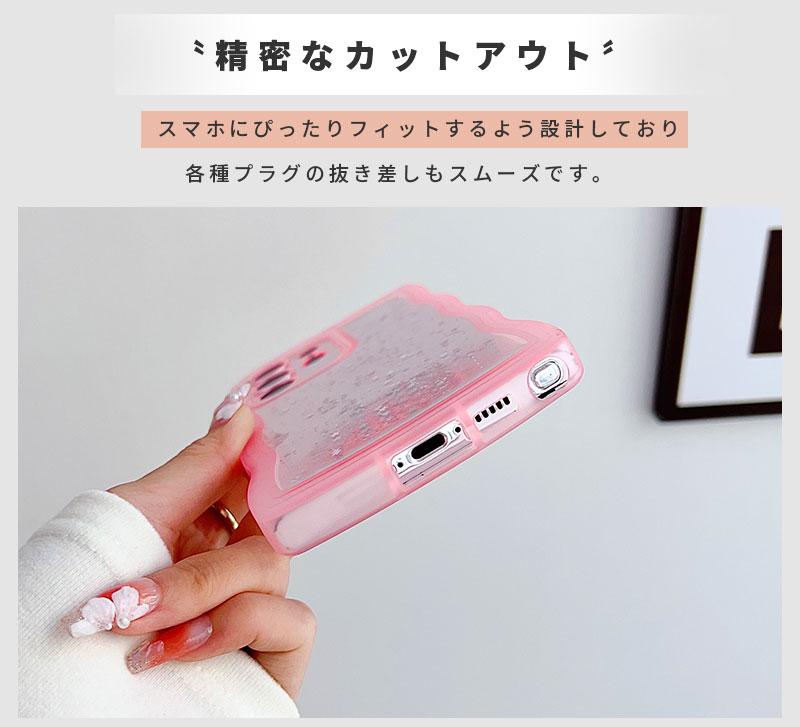 〝精密なカットアウト〞
スマホにぴったりフィットするよう設計しており
各種プラグの抜き差しもスムーズです。